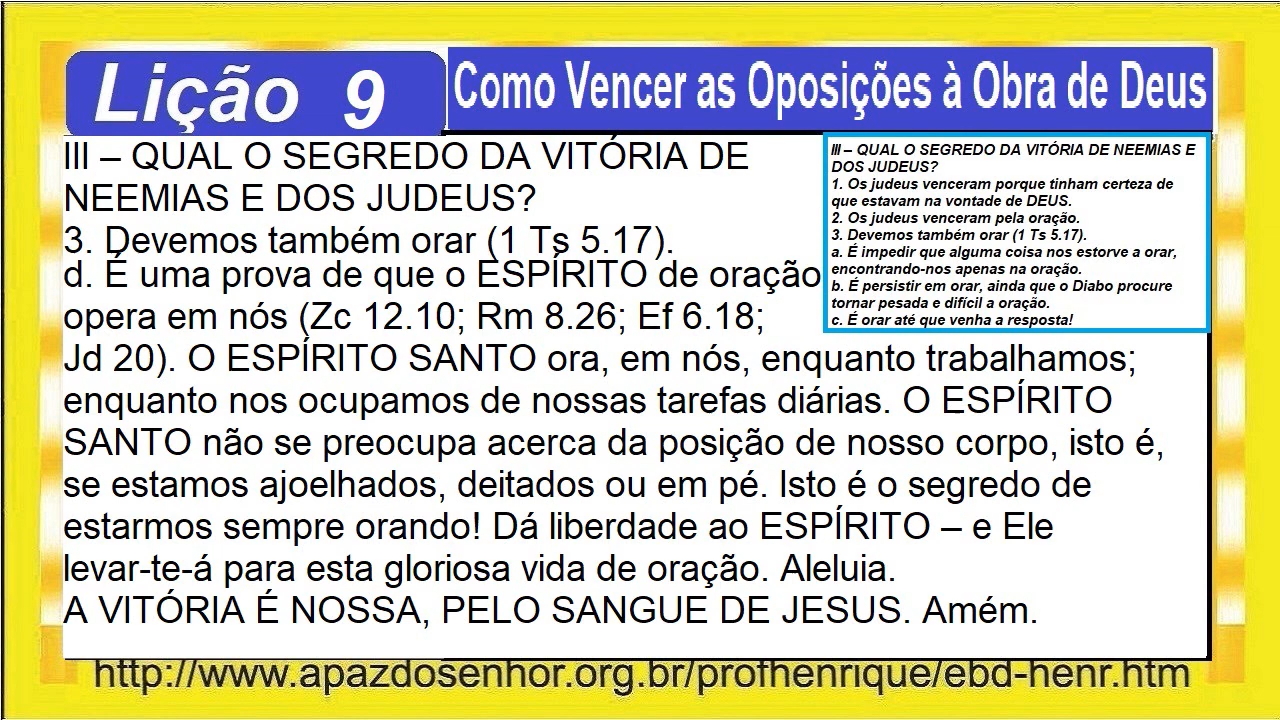 Lição 9
Como Vencer as Oposições à Obra de Deus
III – QUAL O SEGREDO DA VITÓRIA DE
NEEMIAS E DOS JUDEUS?
3. Devemos também orar (1 Ts 5.17).
d. É uma prova de que o ESPÍRITO de oração
opera em nós (Zc 12.10; Rm 8.26; Ef 6.18;
Jd 20). O ESPÍRITO SANTO ora, em nós, enquanto trabalhamos;
enquanto nos ocupamos de nossas tarefas diárias. O ESPÍRITO
SANTO não se preocupa acerca da posição de nosso corpo, isto é,
se estamos ajoelhados, deitados ou em pé. Isto é o segredo de
estarmos sempre orando! Dá liberdade ao ESPÍRITO – e Ele
levar-te-á para esta gloriosa vida de oração. Aleluia.
A VITÓRIA É NOSSA, PELO SANGUE DE JESUS. Amém.
III – QUAL O SEGREDO DA VITÓRIA DE NEEMIAS E
DOS JUDEUS?
1. Os judeus venceram porque tinham certeza de
que estavam na vontade de DEUS.
2. Os judeus venceram pela oração.
3. Devemos também orar (1 Ts 5.17).
a. É impedir que alguma coisa nos estorve a orar,
encontrando-nos apenas na oração.
b. É persistir em orar, ainda que o Diabo procure
tornar pesada e difícil a oração.
c. É orar até que venha a resposta!
http://www.apazdosenhor.org.br/profhenrique/ebd-henr.htm